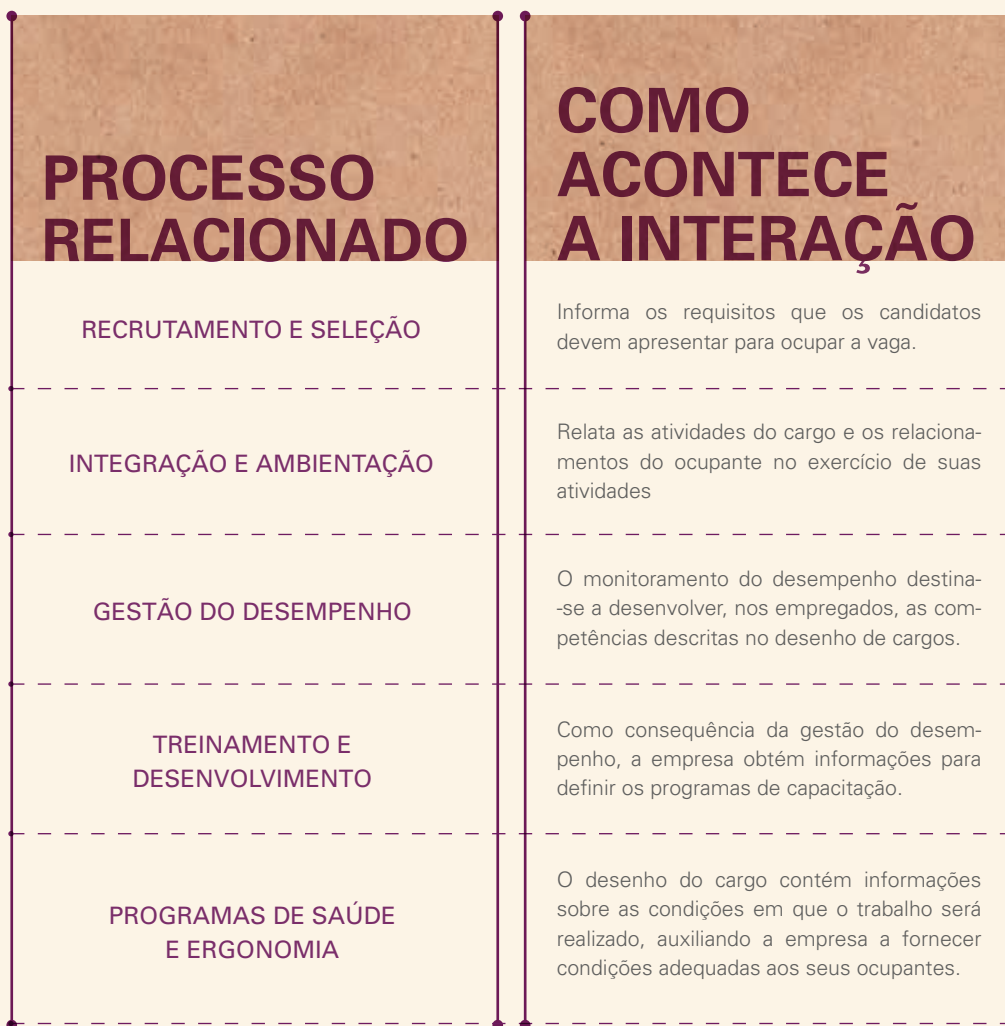 PROCESSO
RELACIONADO
COMO
ACONTECE
A INTERAÇÃO
RECRUTAMENTO E SELEÇÃO
Informa os requisitos que os candidatos
devem apresentar para ocupar a vaga.
INTEGRAÇÃO E AMBIENTAÇÃO
Relata as atividades do cargo e os relaciona-
mentos do ocupante no exercício de suas
atividades
GESTÃO DO DESEMPENHO
O monitoramento do desempenho destina-
-se a desenvolver, nos empregados, as com-
petências descritas no desenho de cargos.
TREINAMENTO E
DESENVOLVIMENTO
Como consequência da gestão do desem-
penho, a empresa obtém informações para
definir os programas de capacitação.
PROGRAMAS DE SAÚDE
E ERGONOMIA
O desenho do cargo contém informações
sobre as condições em que o trabalho será
realizado, auxiliando a empresa a fornecer
condições adequadas aos seus ocupantes.